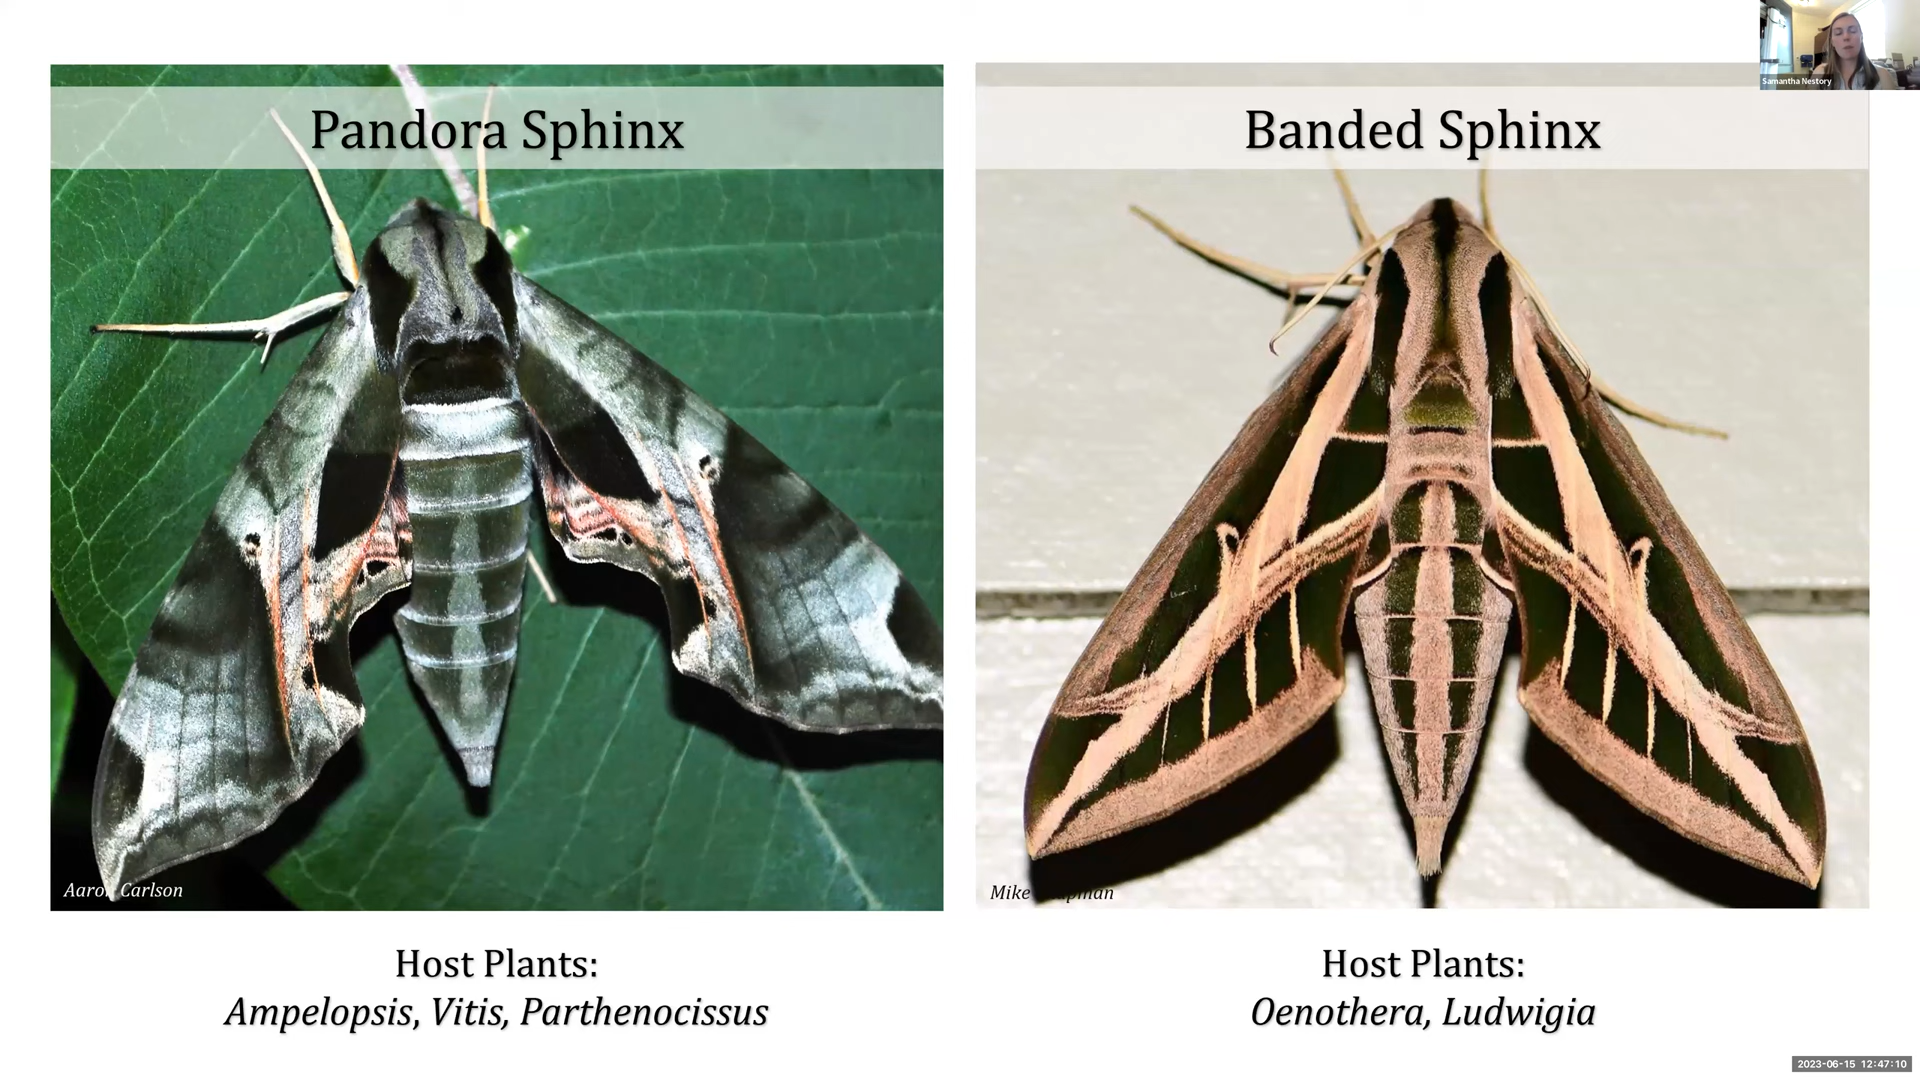 Samantha Nestory
Pandora Sphinx
Banded Sphinx
Aaron Carlson
Mike
Host Plants:
Ampelopsis, Vitis, Parthenocissus
Host Plants:
Oenothera, Ludwigia
2023-06-15 12:47:10